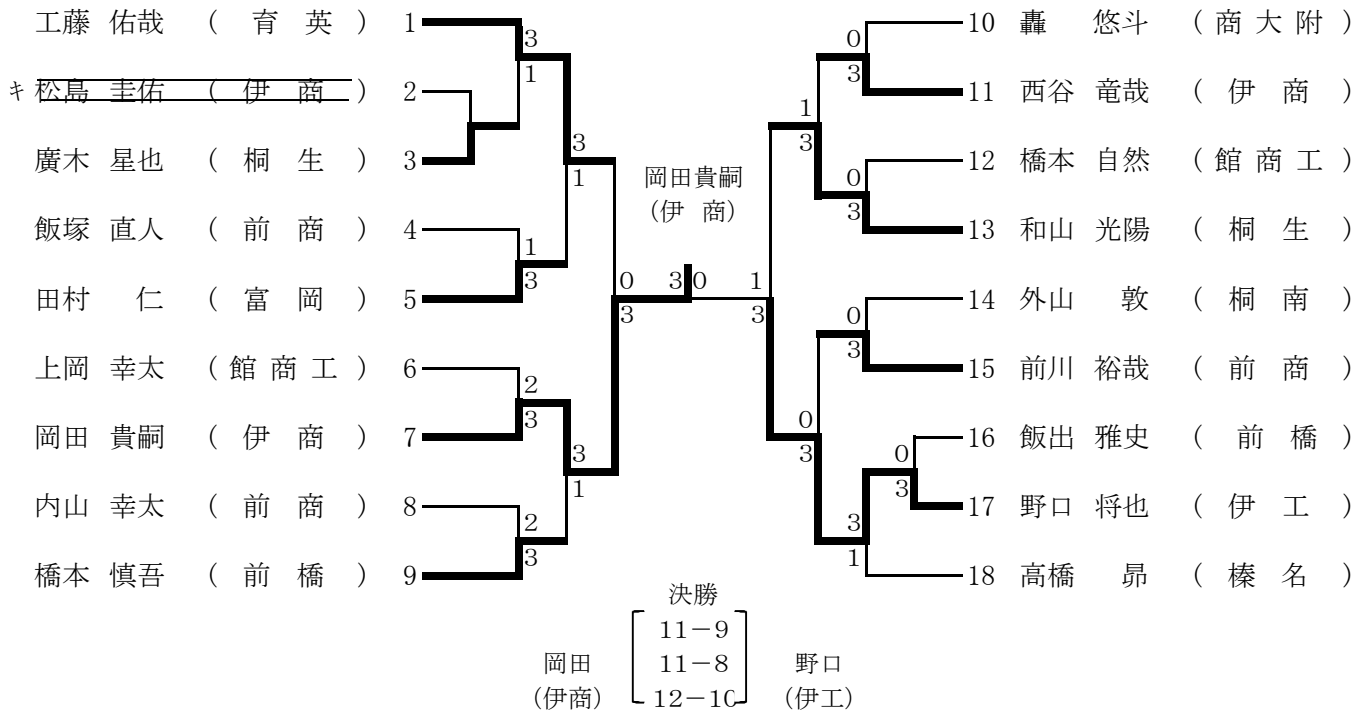 工藤 佑哉 ( 育 英 ) 1
キ 松島 圭佑 ( 伊 商 ) 2
廣木 星也 ( 桐 生 ) 3
飯塚 直人 ( 前 商 ) 4
田村 仁 ( 富 岡 ) 5
上岡 幸太 ( 館 商 工 ) 6
岡田 貴嗣 ( 伊 商 ) 7
内山 幸太 ( 前 商 ) 8
橋本 慎吾 ( 前 橋 ) 9
3
1
3
1
1
3
0
3
2
3
3
1
2
3
岡田貴嗣
(伊 商)
3 0
0
3
1
3
0
3
1
3
0
3
0
3
0
3
3
1
10 轟 悠斗 ( 商 大 附 )
11 西谷 竜哉 ( 伊 商 )
12 橋本 自然 ( 館 商 工 )
13 和山 光陽 ( 桐 生 )
14 外山 敦 ( 桐 南 )
15 前川 裕哉 ( 前 商 )
16 飯出 雅史 ( 前 橋 )
17 野口 将也 ( 伊 工 )
18 高橋 昴 ( 榛 名 )
決勝
11-9
岡田 11-8 野口
(伊商) 12-10 (伊工)